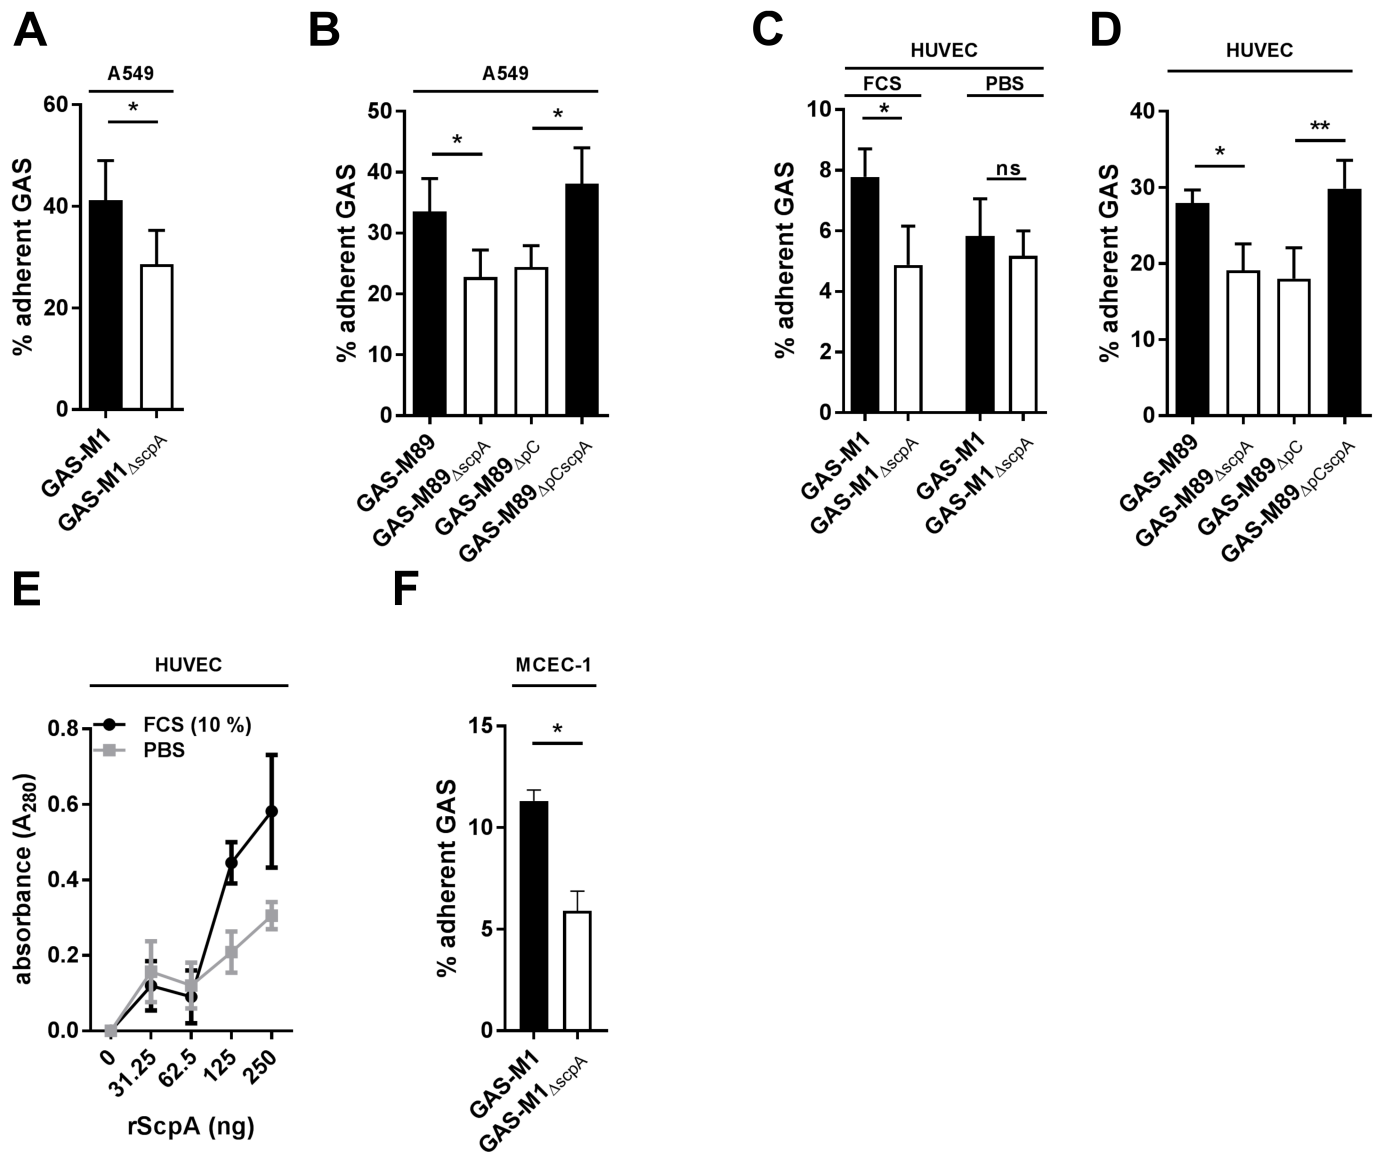 A
A549
*
% adherent GAS
60
40
20
0
GAS-M1
GAS-M1ΔscpA
B
A549
*
*
% adherent GAS
50
40
30
20
10
0
GAS-M89
GAS-M89ΔscpA
GAS-M89ΔpC
GAS-M89ΔpCscpA
C
HUVEC
FCS
PBS
*
ns
% adherent GAS
10
8
6
4
2
0
GAS-M1
GAS-M1ΔscpA
GAS-M1
GAS-M1ΔscpA
D
HUVEC
*
**
% adherent GAS
40
30
20
10
0
GAS-M89
GAS-M89ΔscpA
GAS-M89ΔpC
GAS-M89ΔpCscpA
E
HUVEC
FCS (10 %)
PBS
absorbance (A280)
0.8
0.6
0.4
0.2
0.0
0
31.25
62.5
125
250
rScpA (ng)
F
MCEC-1
*
% adherent GAS
15
10
5
0
GAS-M1
GAS-M1ΔscpA